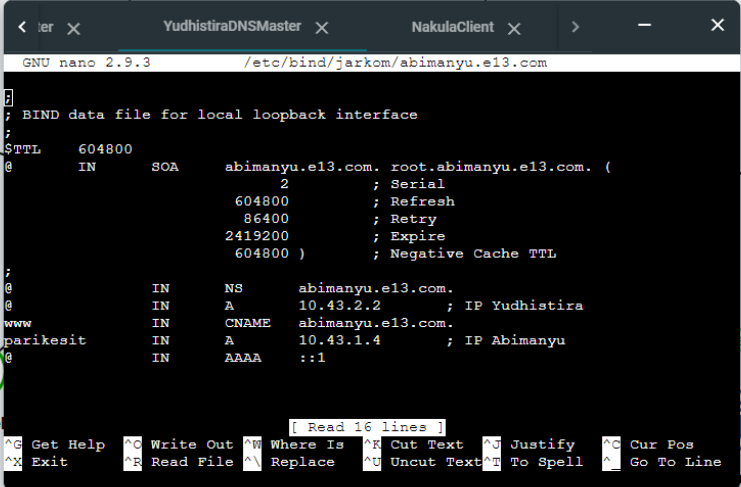 ter YudhistiraDNSMaster NakulaClient
GNU nano 2.9.3 /etc/bind/jarkom/abimanyu.e13.com
;
; BIND data file for local loopback interface
;
$TTL 604800
@ IN SOA abimanyu.e13.com. root.abimanyu.e13.com. (
2 ; Serial
604800 ; Refresh
86400 ; Retry
2419200 ; Expire
604800 ) ; Negative Cache TTL
;
@ IN NS abimanyu.e13.com.
@ IN A 10.43.2.2 ; IP Yudhistira
www IN CNAME abimanyu.e13.com.
parikesit IN A 10.43.1.4 ; IP Abimanyu
@ IN AAAA ::1
[ Read 16 lines ]
^G Get Help ^O Write Out ^W Where Is ^K Cut Text ^J Justify ^C Cur Pos
^X Exit ^R Read File ^\ Replace ^U Uncut Text ^T To Spell ^_ Go To Line